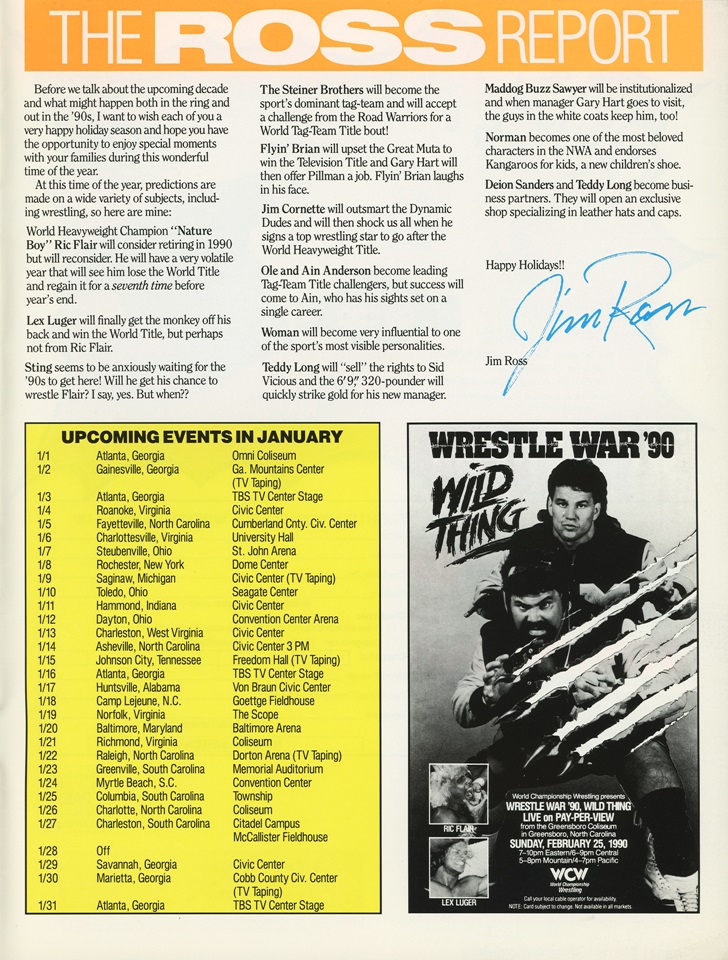 THE ROSS REPORT
Before we talk about the upcoming decade
and what might happen both in the ring and
out in the '90s, I want to wish each of you a
very happy holiday season and hope you have
the opportunity to enjoy special moments
with your families during this wonderful
time of the year.
At this time of the year, predictions are
made on a wide variety of subjects, includ-
ing wrestling, so here are mine:
World Heavyweight Champion "Nature
Boy" Ric Flair will consider retiring in 1990
but will reconsider. He will have a very volatile
year that will see him lose the World Title
and regain it for a seventh time before
year's end.
Lex Luger will finally get the monkey off his
back and win the World Title, but perhaps
not from Ric Flair.
Sting seems to be anxiously waiting for the
'90s to get here! Will he get his chance to
wrestle Flair? I say, yes. But when??
The Steiner Brothers will become the
sport's dominant tag-team and will accept
a challenge from the Road Warriors for a
World Tag-Team Title bout!
Flyin' Brian will upset the Great Muta to
win the Television Title and Gary Hart will
then offer Pillman a job. Flyin' Brian laughs
in his face.
Jim Cornette will outsmart the Dynamic
Dudes and will then shock us all when he
signs a top wrestling star to go after the
World Heavyweight Title.
Ole and Arn Anderson become leading
Tag-Team Title challengers, but success will
come to Arn, who has his sights set on a
single career.
Woman will become very influential to one
of the sport's most visible personalities.
Teddy Long will "sell" the rights to Sid
Vicious and the 6'9," 320-pounder will
quickly strike gold for his new manager.
Maddog Buzz Sawyer will be institutionalized
and when manager Gary Hart goes to visit,
the guys in the white coats keep him, too!
Norman becomes one of the most beloved
characters in the NWA and endorses
Kangaroos for kids, a new children's shoe.
Deion Sanders and Teddy Long become busi-
ness partners. They will open an exclusive
shop specializing in leather hats and caps.
Happy Holidays!!
Jim Ross
Jim Ross
UPCOMING EVENTS IN JANUARY
1/1 Atlanta, Georgia Omni Coliseum
1/2 Gainesville, Georgia Ga. Mountains Center
(TV Taping)
1/3 Atlanta, Georgia TBS TV Center Stage
1/4 Roanoke, Virginia Civic Center
1/5 Fayetteville, North Carolina Cumberland Cnty. Civ. Center
1/6 Charlottesville, Virginia University Hall
1/7 Steubenville, Ohio St. John Arena
1/8 Rochester, New York Dome Center
1/9 Saginaw, Michigan Civic Center (TV Taping)
1/10 Toledo, Ohio Seagate Center
1/11 Hammond, Indiana Civic Center
1/12 Dayton, Ohio Convention Center Arena
1/13 Charleston, West Virginia Civic Center
1/14 Asheville, North Carolina Civic Center 3 PM
1/15 Johnson City, Tennessee Freedom Hall (TV Taping)
1/16 Atlanta, Georgia TBS TV Center Stage
1/17 Huntsville, Alabama Von Braun Civic Center
1/18 Camp Lejeune, N.C. Goettge Fieldhouse
1/19 Norfolk, Virginia The Scope
1/20 Baltimore, Maryland Baltimore Arena
1/21 Richmond, Virginia Coliseum
1/22 Raleigh, North Carolina Dorton Arena (TV Taping)
1/23 Greenville, South Carolina Memorial Auditorium
1/24 Myrtle Beach, S.C. Convention Center
1/25 Columbia, South Carolina Township
1/26 Charlotte, North Carolina Coliseum
1/27 Charleston, South Carolina Citadel Campus
McCallister Fieldhouse
1/28 Off
1/29 Savannah, Georgia Civic Center
1/30 Marietta, Georgia Cobb County Civ. Center
(TV Taping)
1/31 Atlanta, Georgia TBS TV Center Stage
WRESTLE WAR '90
WILD
THING
RIC FLAIR
LEX LUGER
World Championship Wrestling presents
WRESTLE WAR '90, WILD THING
LIVE on PAY-PER-VIEW
from the Greensboro Coliseum
in Greensboro, North Carolina
SUNDAY, FEBRUARY 25, 1990
7-10pm Eastern/6-9pm Central
5-8pm Mountain/4-7pm Pacific
WCW
World Championship
Wrestling
Call your local cable operator for availability.
NOTE: Card subject to change. Not available in all markets.